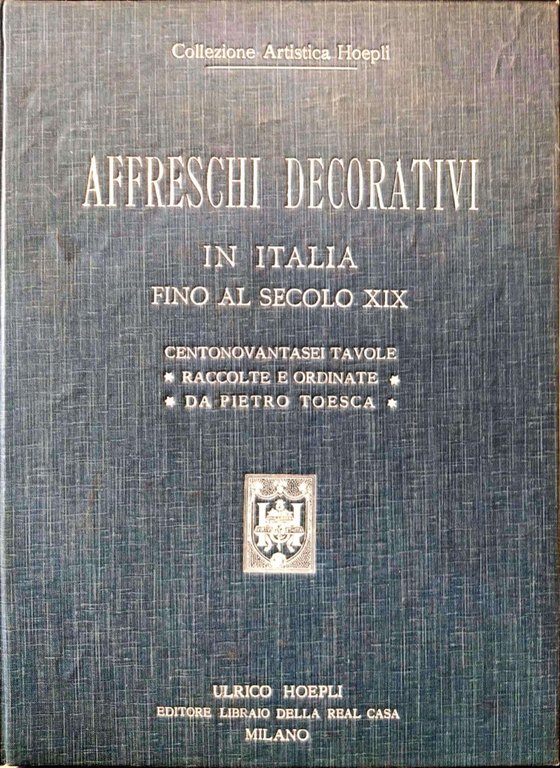 Collezione Artistica Hoepli
AFFRESCHI DECORATIVI
IN ITALIA
FINO AL SECOLO XIX
CENTONOVANTASEI TAVOLE
* RACCOLTE E ORDINATE *
* DA PIETRO TOESCA *
ULRICO HOEPLI
EDITORE LIBRAIO DELLA REAL CASA
MILANO